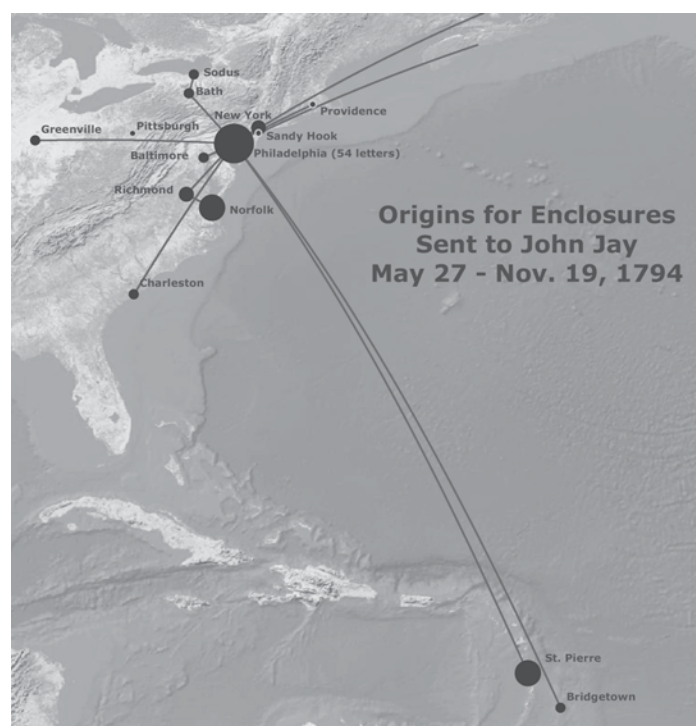 Sodus
Bath
New York
Providence
Greenville
Pittsburgh
Sandy Hook
Baltimore
Philadelphia (54 letters)
Richmond
Norfolk
Origins for Enclosures
Sent to John Jay
May 27 - Nov. 19, 1794
Charleston
St. Pierre
Bridgetown